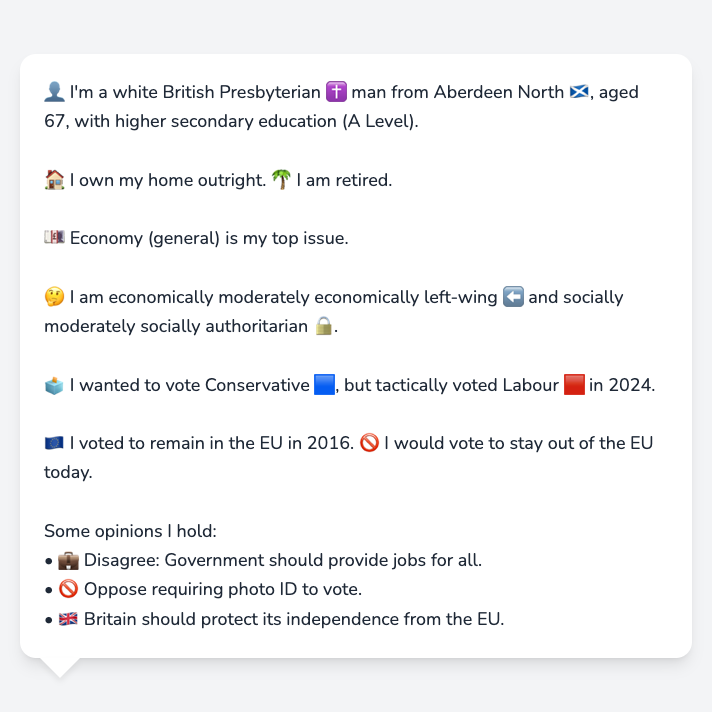 👤 I'm a white British Presbyterian ✝️ man from Aberdeen North 🏴󠁧󠁢󠁳󠁣󠁴󠁿, aged
67, with higher secondary education (A Level).
🏠 I own my home outright. 🌴 I am retired.
💷 Economy (general) is my top issue.
🤔 I am economically moderately economically left-wing ⬅️ and socially
moderately socially authoritarian 🔒.
🗳️ I wanted to vote Conservative 🟦, but tactically voted Labour 🟥 in 2024.
🇪🇺 I voted to remain in the EU in 2016. 🚫 I would vote to stay out of the EU
today.
Some opinions I hold:
• 💼 Disagree: Government should provide jobs for all.
• 🚫 Oppose requiring photo ID to vote.
• 🇬🇧 Britain should protect its independence from the EU.